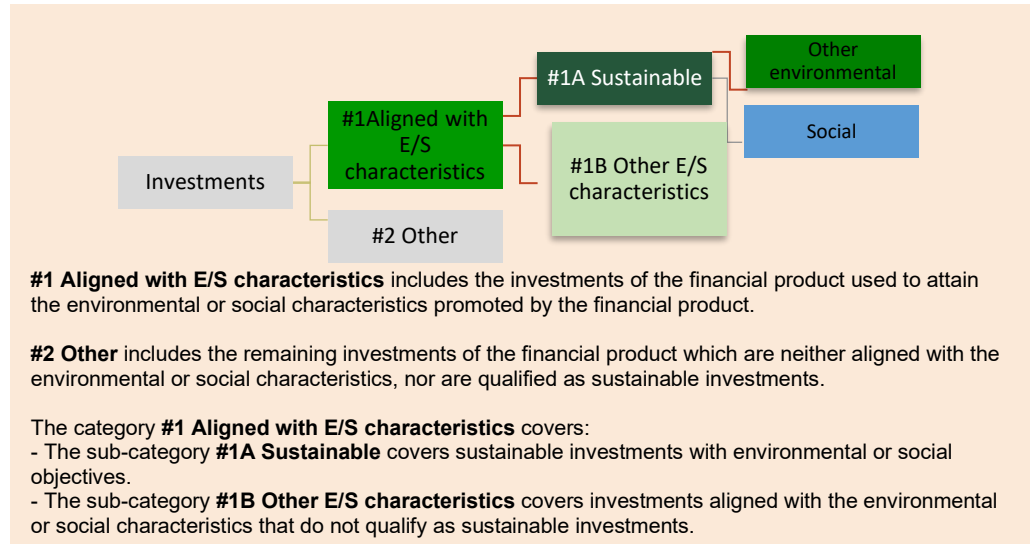 Other
environmental
#1A Sustainable
#1Aligned with
E/S
characteristics
Social
#1B Other E/S
characteristics
Investments
#2 Other
#1 Aligned with E/S characteristics includes the investments of the financial product used to attain
the environmental or social characteristics promoted by the financial product.
#2 Other includes the remaining investments of the financial product which are neither aligned with the
environmental or social characteristics, nor are qualified as sustainable investments.
The category #1 Aligned with E/S characteristics covers:
- The sub-category #1A Sustainable covers sustainable investments with environmental or social
objectives.
- The sub-category #1B Other E/S characteristics covers investments aligned with the environmental
or social characteristics that do not qualify as sustainable investments.